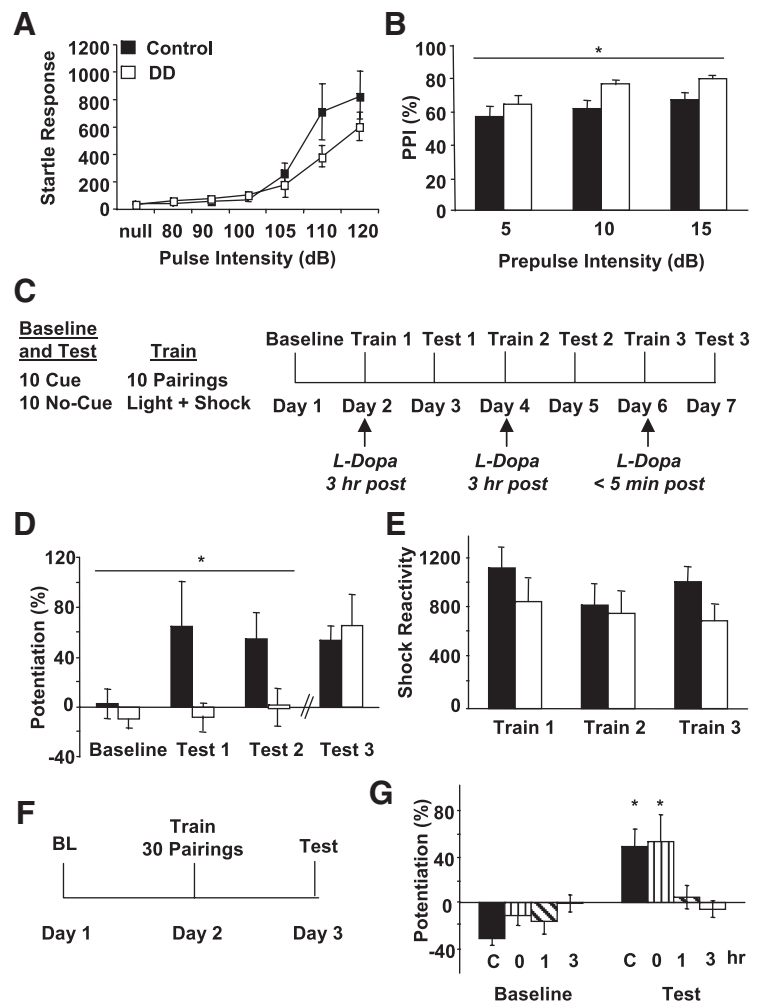 A
Control
DD
1200
1000
800
600
400
200
0
Startle Response
null 80 90 100 105 110 120
Pulse Intensity (dB)
B
*
100
80
60
40
20
0
PPI (%)
5 10 15
Prepulse Intensity (dB)
C
Baseline
and Test
Train
10 Cue
10 Pairings
10 No-Cue
Light + Shock
Baseline Train 1 Test 1 Train 2 Test 2 Train 3 Test 3
Day 1 Day 2 Day 3 Day 4 Day 5 Day 6 Day 7
L-Dopa
3 hr post
L-Dopa
3 hr post
L-Dopa
< 5 min post
D
*
120
80
40
0
-40
Potentiation (%)
Baseline Test 1 Test 2 Test 3
E
1200
800
400
0
Shock Reactivity
Train 1 Train 2 Train 3
F
BL
Train
30 Pairings
Test
Day 1 Day 2 Day 3
G
* *
80
40
0
-40
Potentiation (%)
C 0 1 3 C 0 1 3 hr
Baseline Test